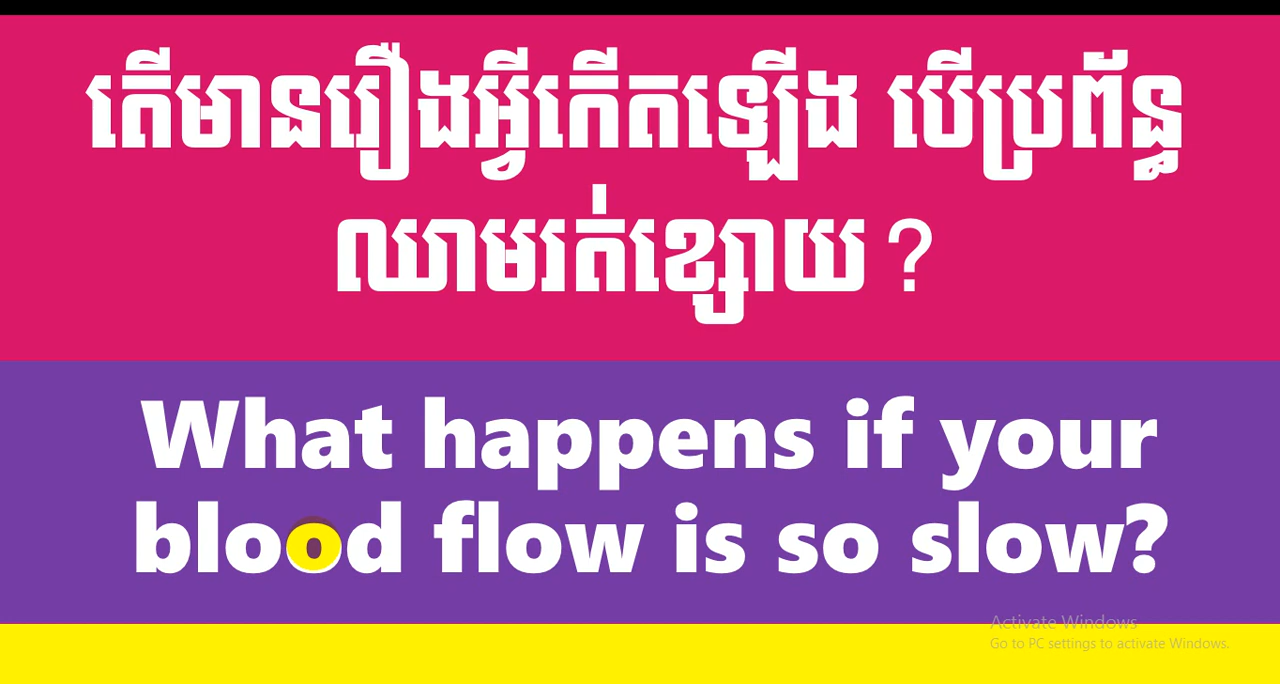 តើមានរឿងអ្វីកើតឡើង បើប្រព័ន្ធ
ឈាមរត់ខ្សោយ?
What happens if your
blood flow is so slow?
Activate Windows
Go to PC settings to activate Windows.